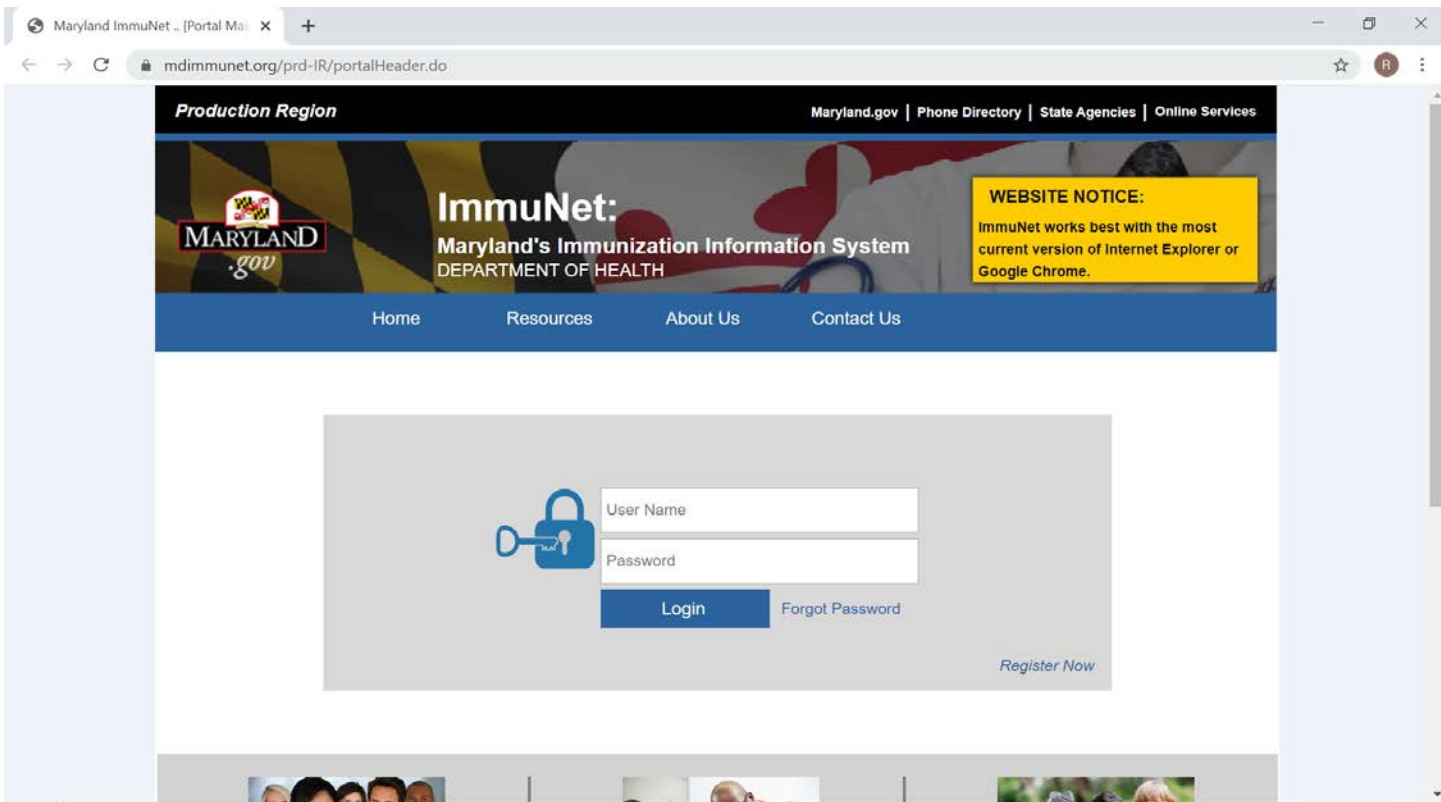 Maryland ImmuNet .. [Portal Mai
mdimmunet.org/prd-IR/portalHeader.do
R
Production Region
Maryland.gov | Phone Directory | State Agencies | Online Services
MARYLAND
.gov
ImmuNet:
Maryland's Immunization Information System
DEPARTMENT OF HEALTH
WEBSITE NOTICE:
ImmuNet works best with the most
current version of Internet Explorer or
Google Chrome.
Home Resources About Us Contact Us
User Name
Password
Login Forgot Password
Register Now